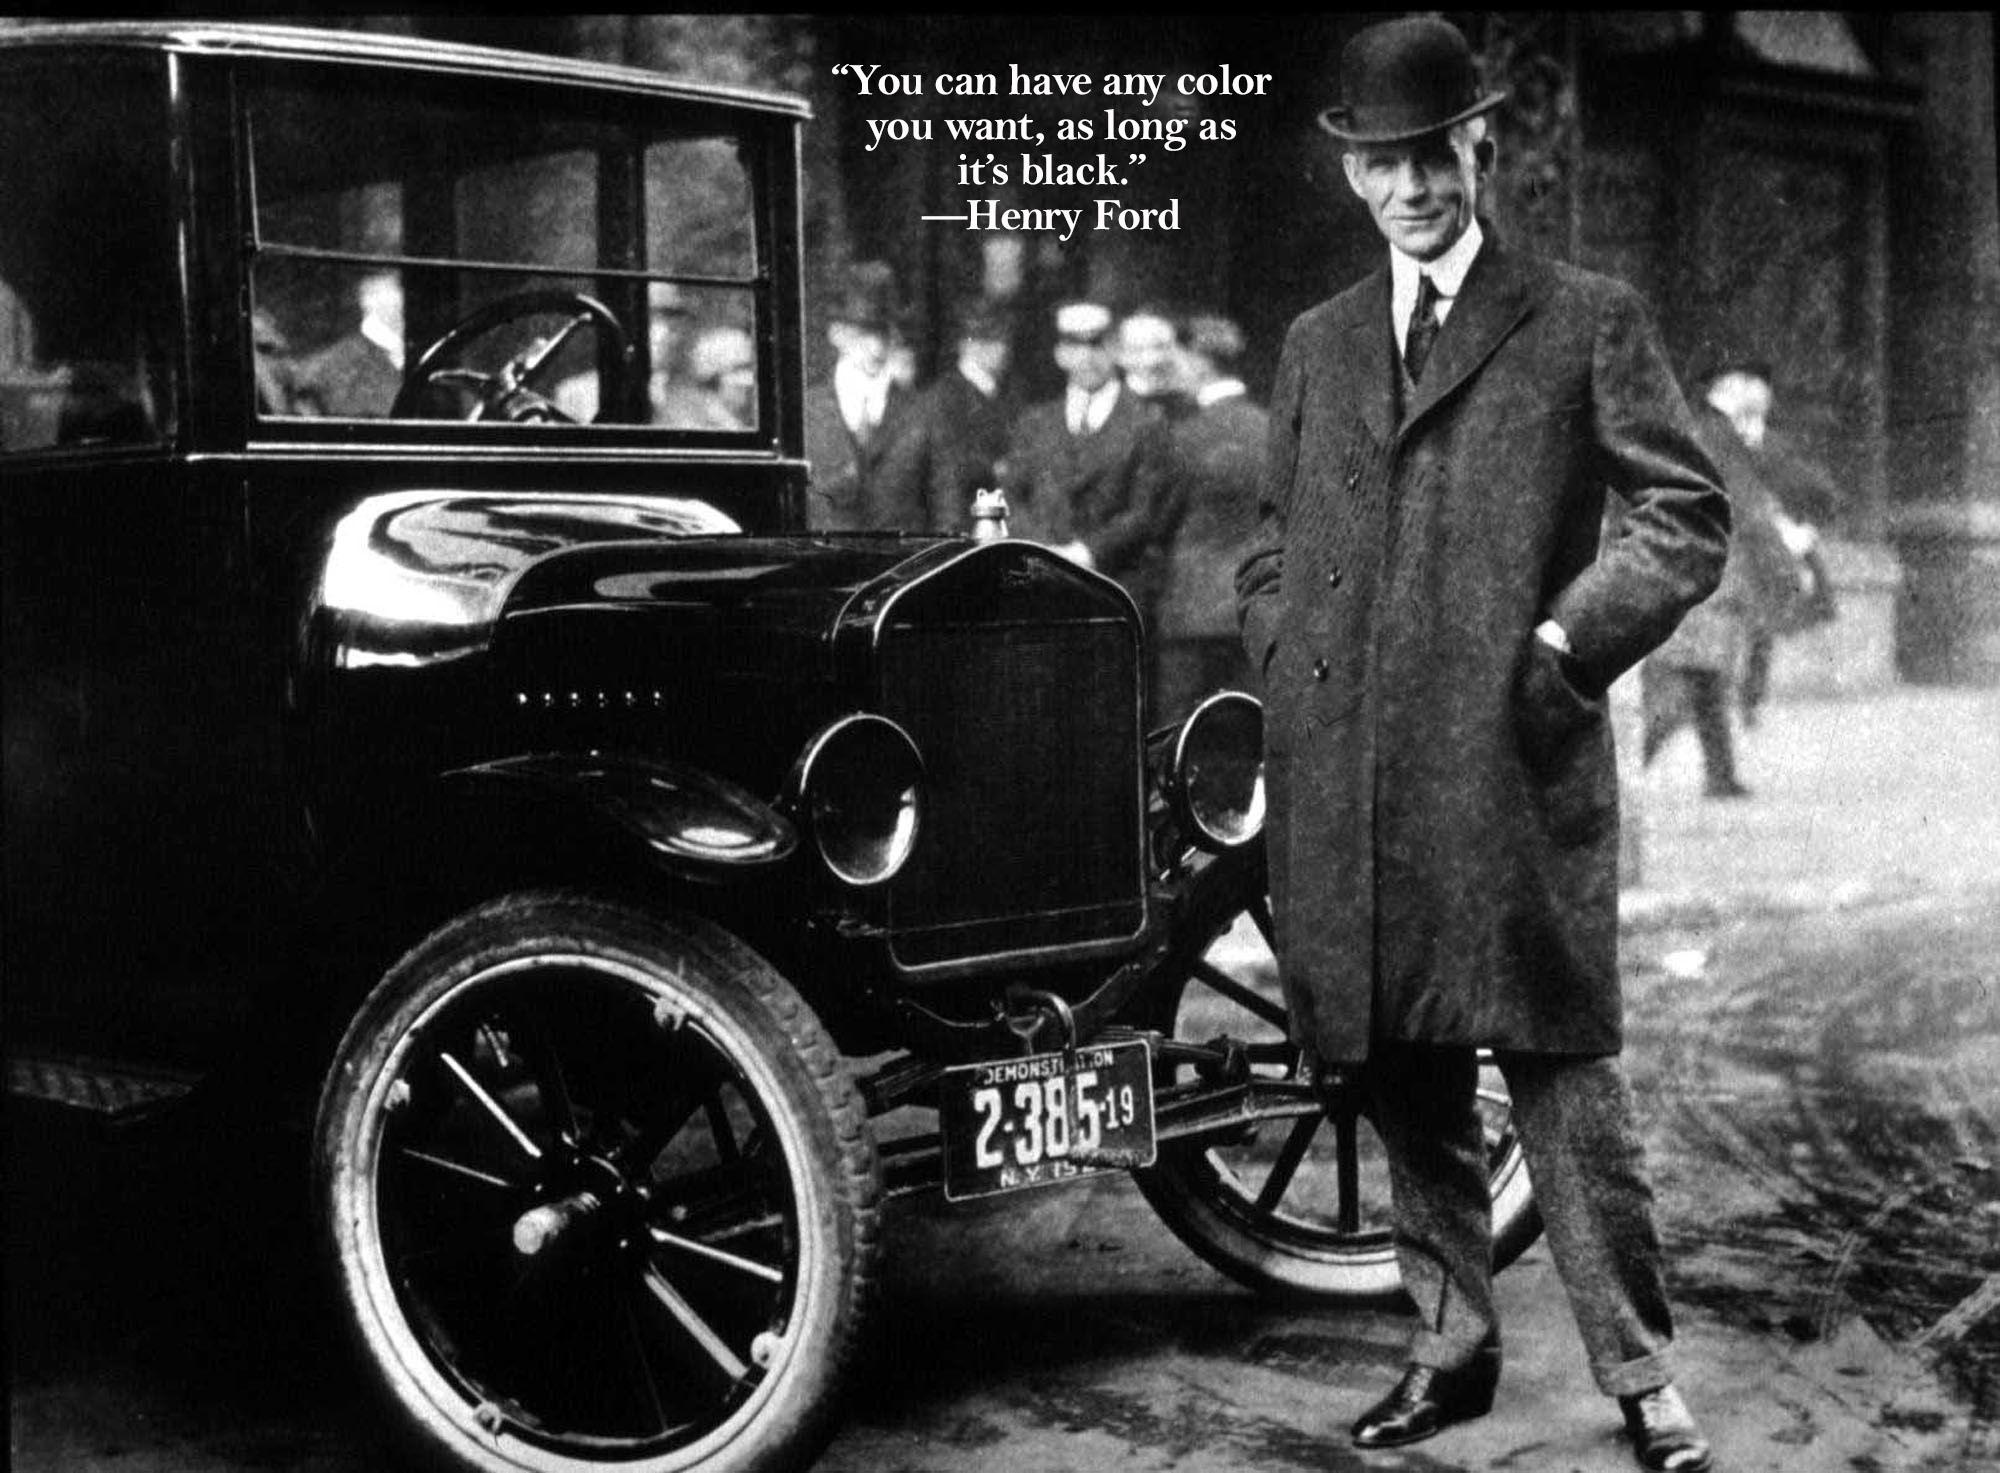 “You can have any color
you want, as long as
it’s black.”
—Henry Ford
2-385-19
N.Y.